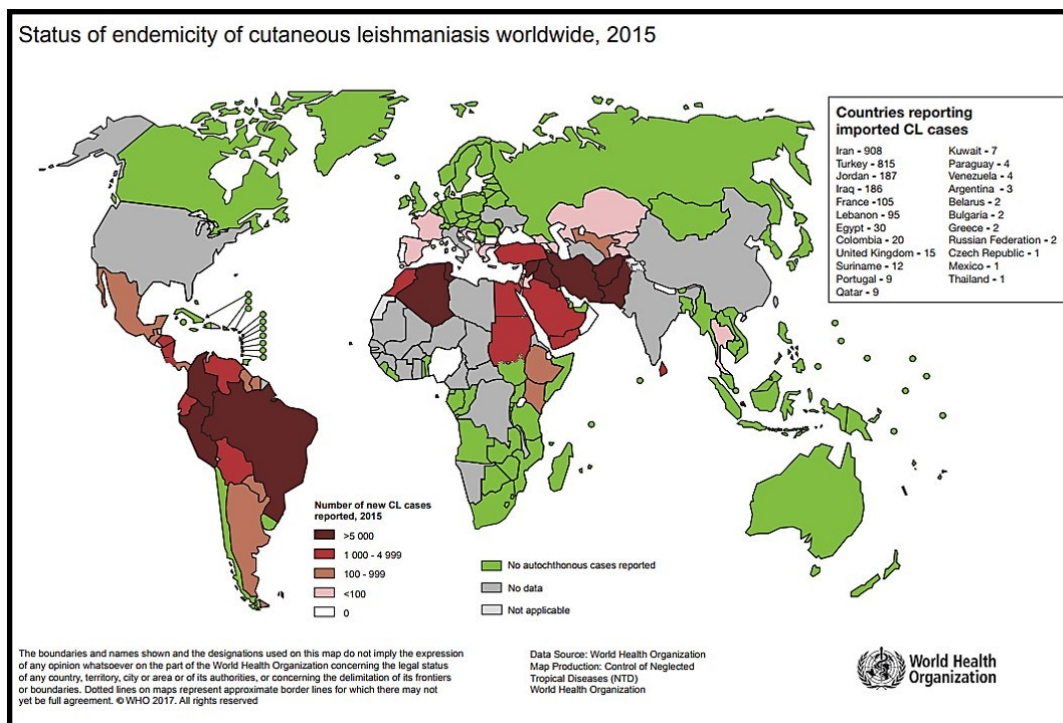 Status of endemicity of cutaneous leishmaniasis worldwide, 2015
Countries reporting
imported CL cases
Iran - 908
Turkey - 815
Jordan - 187
Iraq - 186
France -105
Lebanon - 95
Egypt - 30
Colombia - 20
United Kingdom - 15
Suriname - 12
Portugal - 9
Qatar - 9
Kuwait - 7
Paraguay - 4
Venezuela - 4
Argentina - 3
Belarus - 2
Bulgaria - 2
Greece - 2
Russian Federation - 2
Czech Republic - 1
Mexico - 1
Thailand - 1
Number of new CL cases
reported, 2015
>5 000
1 000 - 4 999
100 - 999
<100
0
No autochthonous cases reported
No data
Not applicable
The boundaries and names shown and the designations used on this map do not imply the expression
of any opinion whatsoever on the part of the World Health Organization concerning the legal status
of any country, territory, city or area or of its authorities, or concerning the delimitation of its frontiers
or boundaries. Dotted lines on maps represent approximate border lines for which there may not
yet be full agreement. © WHO 2017. All rights reserved
Data Source: World Health Organization
Map Production: Control of Neglected
Tropical Diseases (NTD)
World Health Organization
World Health
Organization